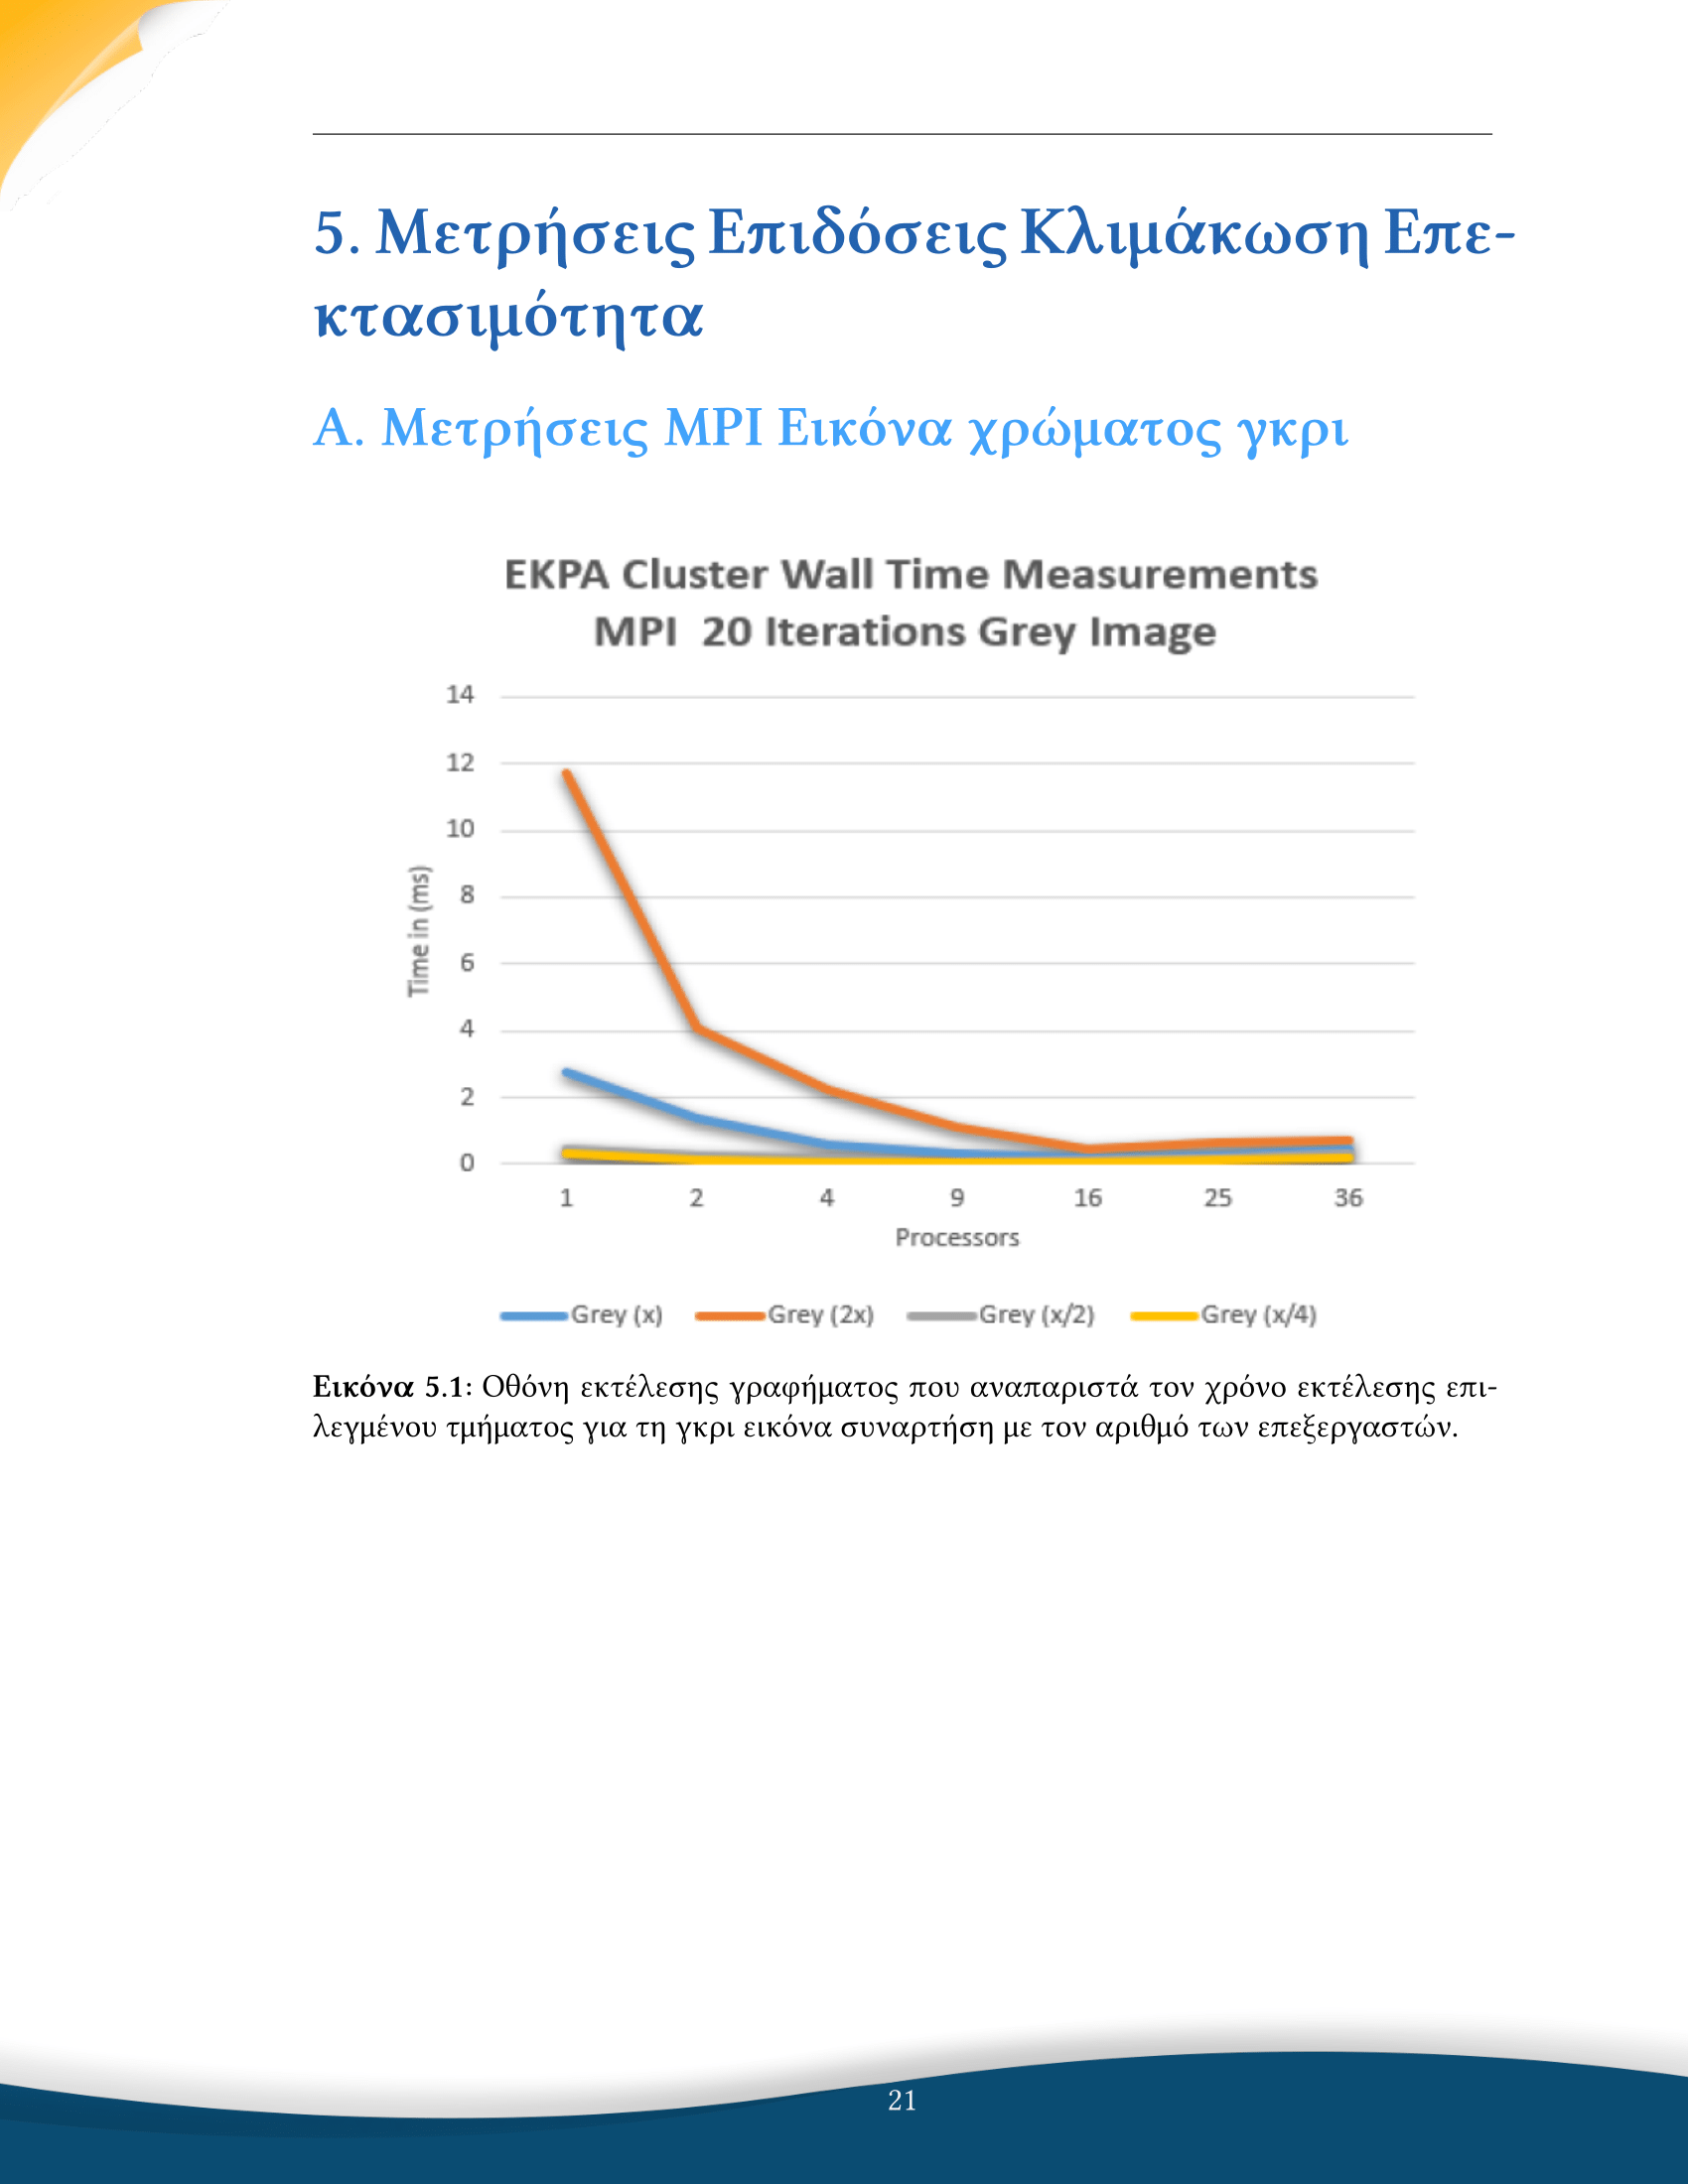 5. Μετρήσεις Επιδόσεις Κλιμάκωση Επε-
κτασιμότητα
Α. Μετρήσεις MPI Εικόνα χρώματος γκρι
EKPA Cluster Wall Time Measurements
MPI 20 Iterations Grey Image
14
12
10
8
6
4
2
0
Time in (ms)
1 2 4 9 16 25 36
Processors
Grey (x) Grey (2x) Grey (x/2) Grey (x/4)
Εικόνα 5.1: Οθόνη εκτέλεσης γραφήματος που αναπαριστά τον χρόνο εκτέλεσης επι-
λεγμένου τμήματος για τη γκρι εικόνα συναρτήση με τον αριθμό των επεξεργαστών.
21